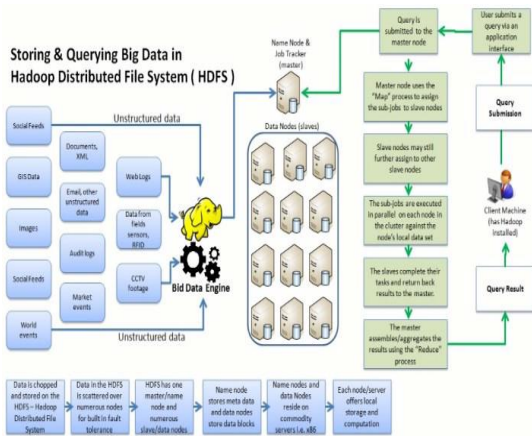 Storing & Querying Big Data in
Hadoop Distributed File System ( HDFS )
Social Feeds
GIS Data
Images
Social Feeds
World
events
Documents,
XML
Email, other
unstructured
data
Audit logs
Market
events
Web Logs
Data from
fields
sensors,
RFID
CCTV
footage
Unstructured data
Unstructured data
Bid Data Engine
Name Node &
Job Tracker
(master)
Data Nodes (slaves)
Query is
submitted to the
master node
Master node uses the
"Map" process to assign
the sub-jobs to slave nodes
Slave nodes may still
further assign to other
slave nodes
The sub-jobs are executed
in parallel on each node in
the cluster against the
node's local data set
The slaves complete their
tasks and return back
results to the master.
The master
assembles/aggregates the
results using the "Reduce"
process
User submits a
query via an
application
interface
Query
Submission
Client Machine
(has Hadoop
Installed)
Query Result
Data is chopped
and stored on the
HDFS – Hadoop
Distributed File
System
Data in the HDFS
is scattered over
numerous nodes
for built in fault
tolerance
HDFS has one
master/name
node and
numerous
slave/data nodes
Name node
stores meta data
and data nodes
store data blocks
Name nodes and
data Nodes
reside on
commodity
servers i.e. x86
Each node/server
offers local
storage and
computation